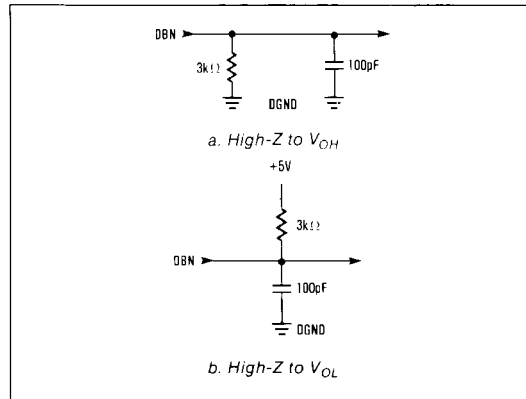 DBN
3kΩ
100pF
DGND
a. High-Z to VOH
+5V
3kΩ
DBN
100pF
DGND
b. High-Z to VOL